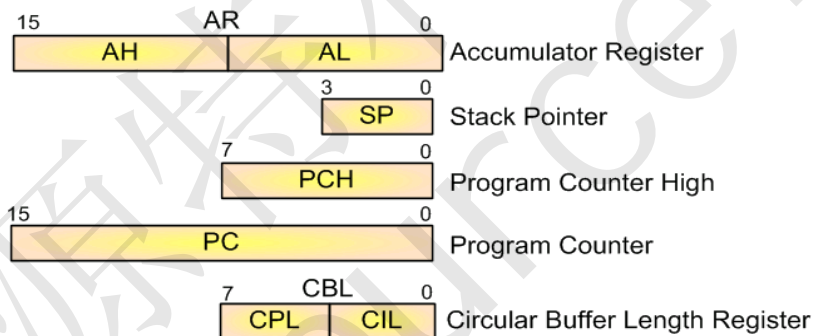 15 AR 0
AH AL Accumulator Register
3 0
SP Stack Pointer
7 0
PCH Program Counter High
15 0
PC Program Counter
7 CBL 0
CPL CIL Circular Buffer Length Register